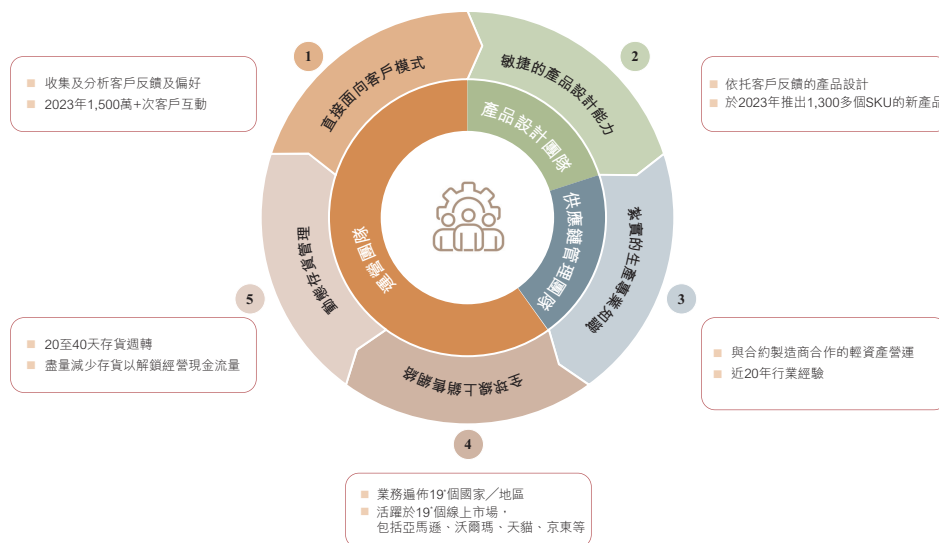 1
直接面向客戶模式
收集及分析客戶反饋及偏好
2023年1,500萬+次客戶互動
2
敏捷的產品設計能力
依托客戶反饋的產品設計
於2023年推出1,300多個SKU的新產品
產品設計團隊
供應鏈管理團隊
運營團隊
3
紮實的生產專業知識
與合約製造商合作的輕資產營運
近20年行業經驗
5
動態存貨管理
20至40天存貨週轉
盡量減少存貨以解鎖經營現金流量
全球線上銷售網絡
4
業務遍佈19*個國家／地區
活躍於19*個線上市場，
包括亞馬遜、沃爾瑪、天貓、京東等